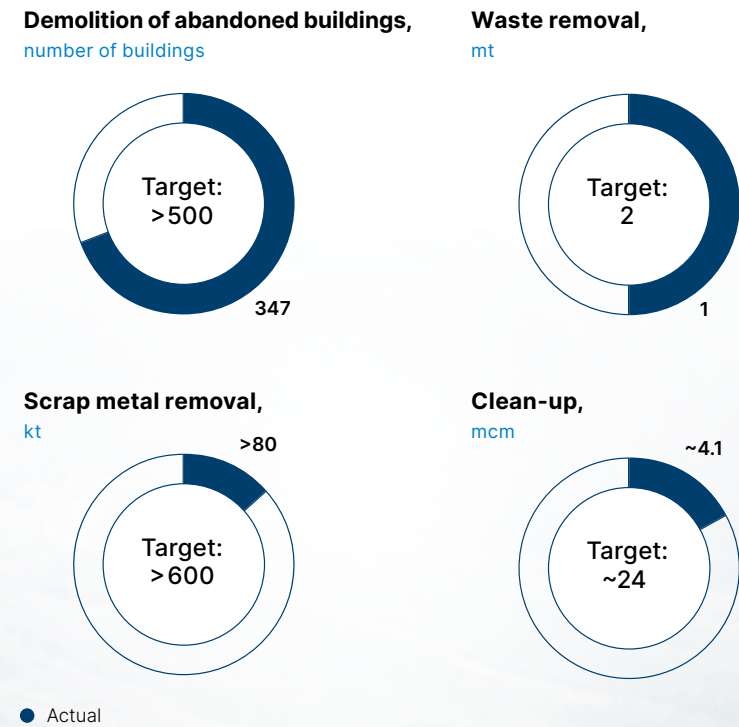 Demolition of abandoned buildings,
number of buildings
Target:
>500
347
Waste removal,
mt
Target:
2
1
Scrap metal removal,
kt
>80
Target:
>600
Clean-up,
mcm
~4.1
Target:
~24
Actual